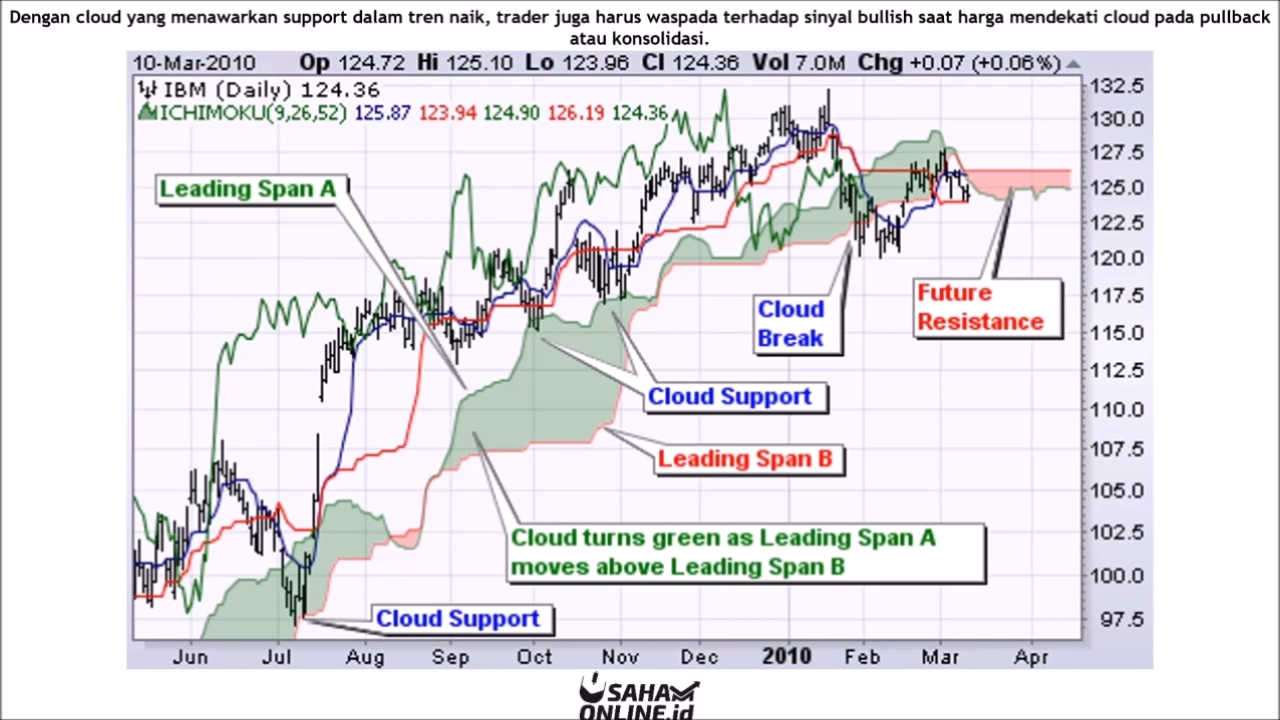 Dengan cloud yang menawarkan support dalam tren naik, trader juga harus waspada terhadap sinyal bullish saat harga mendekati cloud pada pullback
atau konsolidasi.
10-Mar-2010 Op 124.72 Hi 125.10 Lo 123.96 Cl 124.36 Vol 7.0M Chg +0.07 (+0.06%)
IBM (Daily) 124.36
ICHIMOKU(9,26,52) 125.87 123.94 124.90 126.19 124.36
132.5
130.0
127.5
125.0
122.5
120.0
117.5
115.0
112.5
110.0
107.5
105.0
102.5
100.0
97.5
Leading Span A
Cloud
Break
Future
Resistance
Cloud Support
Leading Span B
Cloud turns green as Leading Span A
moves above Leading Span B
Cloud Support
Jun Jul Aug Sep Oct Nov Dec 2010 Feb Mar Apr
SAHAM
ONLINE.id